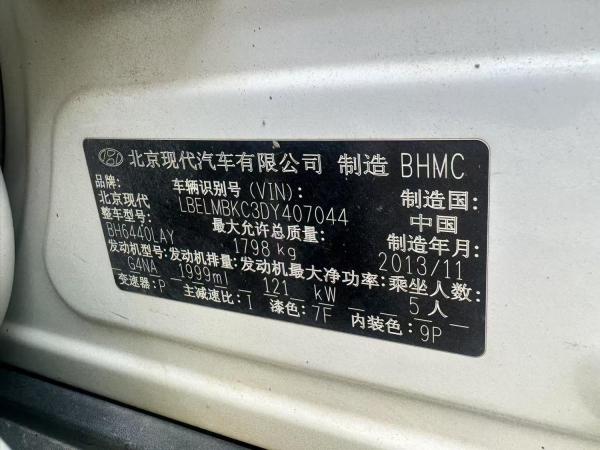 北京现代汽车有限公司 制造 BHMC
品牌: 车辆识别号(VIN): 制造国:
北京现代 LBELMBKC3DY407044 中国
整车型号: 最大允许总质量: 制造年月:
BH6440LAY 1798 kg 2013/11
发动机型号: 发动机排量: 发动机最大净功率: 乘坐人数:
G4NA 1999ml 121 kW 5人
变速器:P 主减速比:I 漆色:7F 内装色:9P